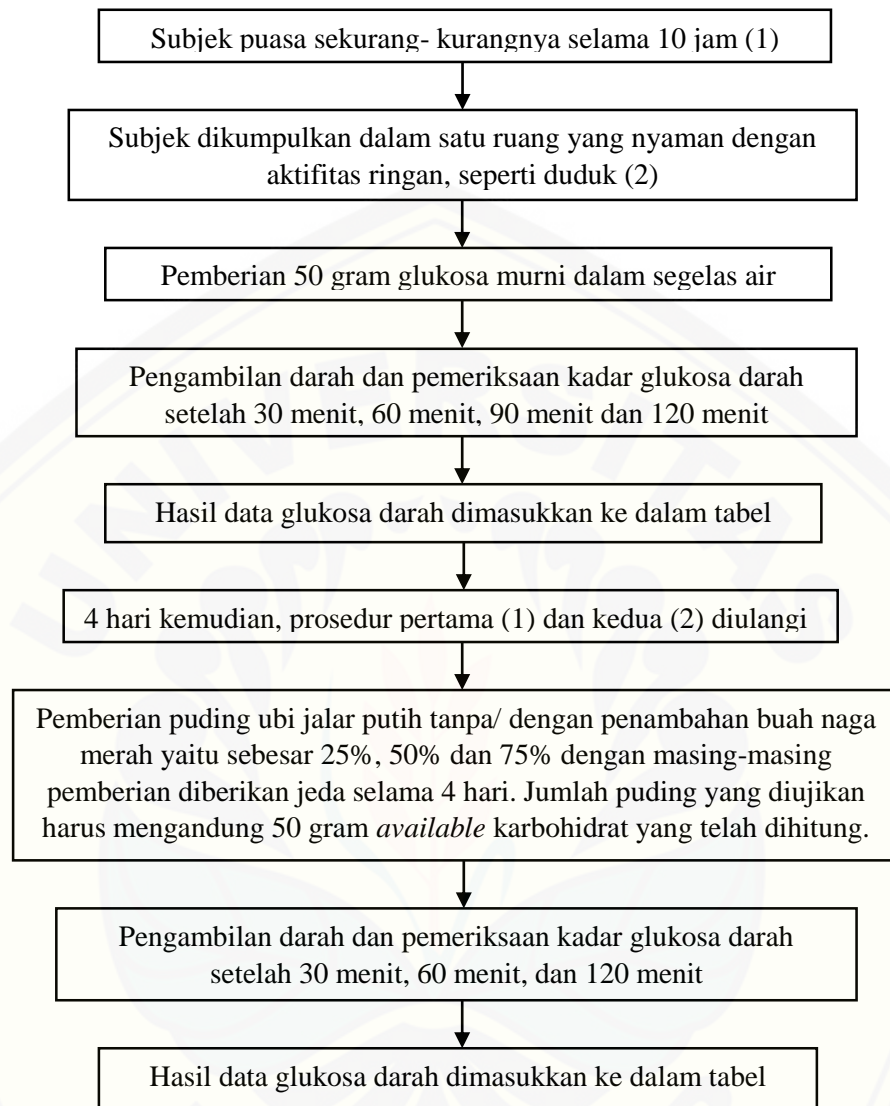 Subjek puasa sekurang- kurangnya selama 10 jam (1)
Subjek dikumpulkan dalam satu ruang yang nyaman dengan
aktifitas ringan, seperti duduk (2)
Pemberian 50 gram glukosa murni dalam segelas air
Pengambilan darah dan pemeriksaan kadar glukosa darah
setelah 30 menit, 60 menit, 90 menit dan 120 menit
Hasil data glukosa darah dimasukkan ke dalam tabel
4 hari kemudian, prosedur pertama (1) dan kedua (2) diulangi
Pemberian puding ubi jalar putih tanpa/ dengan penambahan buah naga
merah yaitu sebesar 25%, 50% dan 75% dengan masing-masing
pemberian diberikan jeda selama 4 hari. Jumlah puding yang diujikan
harus mengandung 50 gram available karbohidrat yang telah dihitung.
Pengambilan darah dan pemeriksaan kadar glukosa darah
setelah 30 menit, 60 menit, dan 120 menit
Hasil data glukosa darah dimasukkan ke dalam tabel
UNIVERSITAS